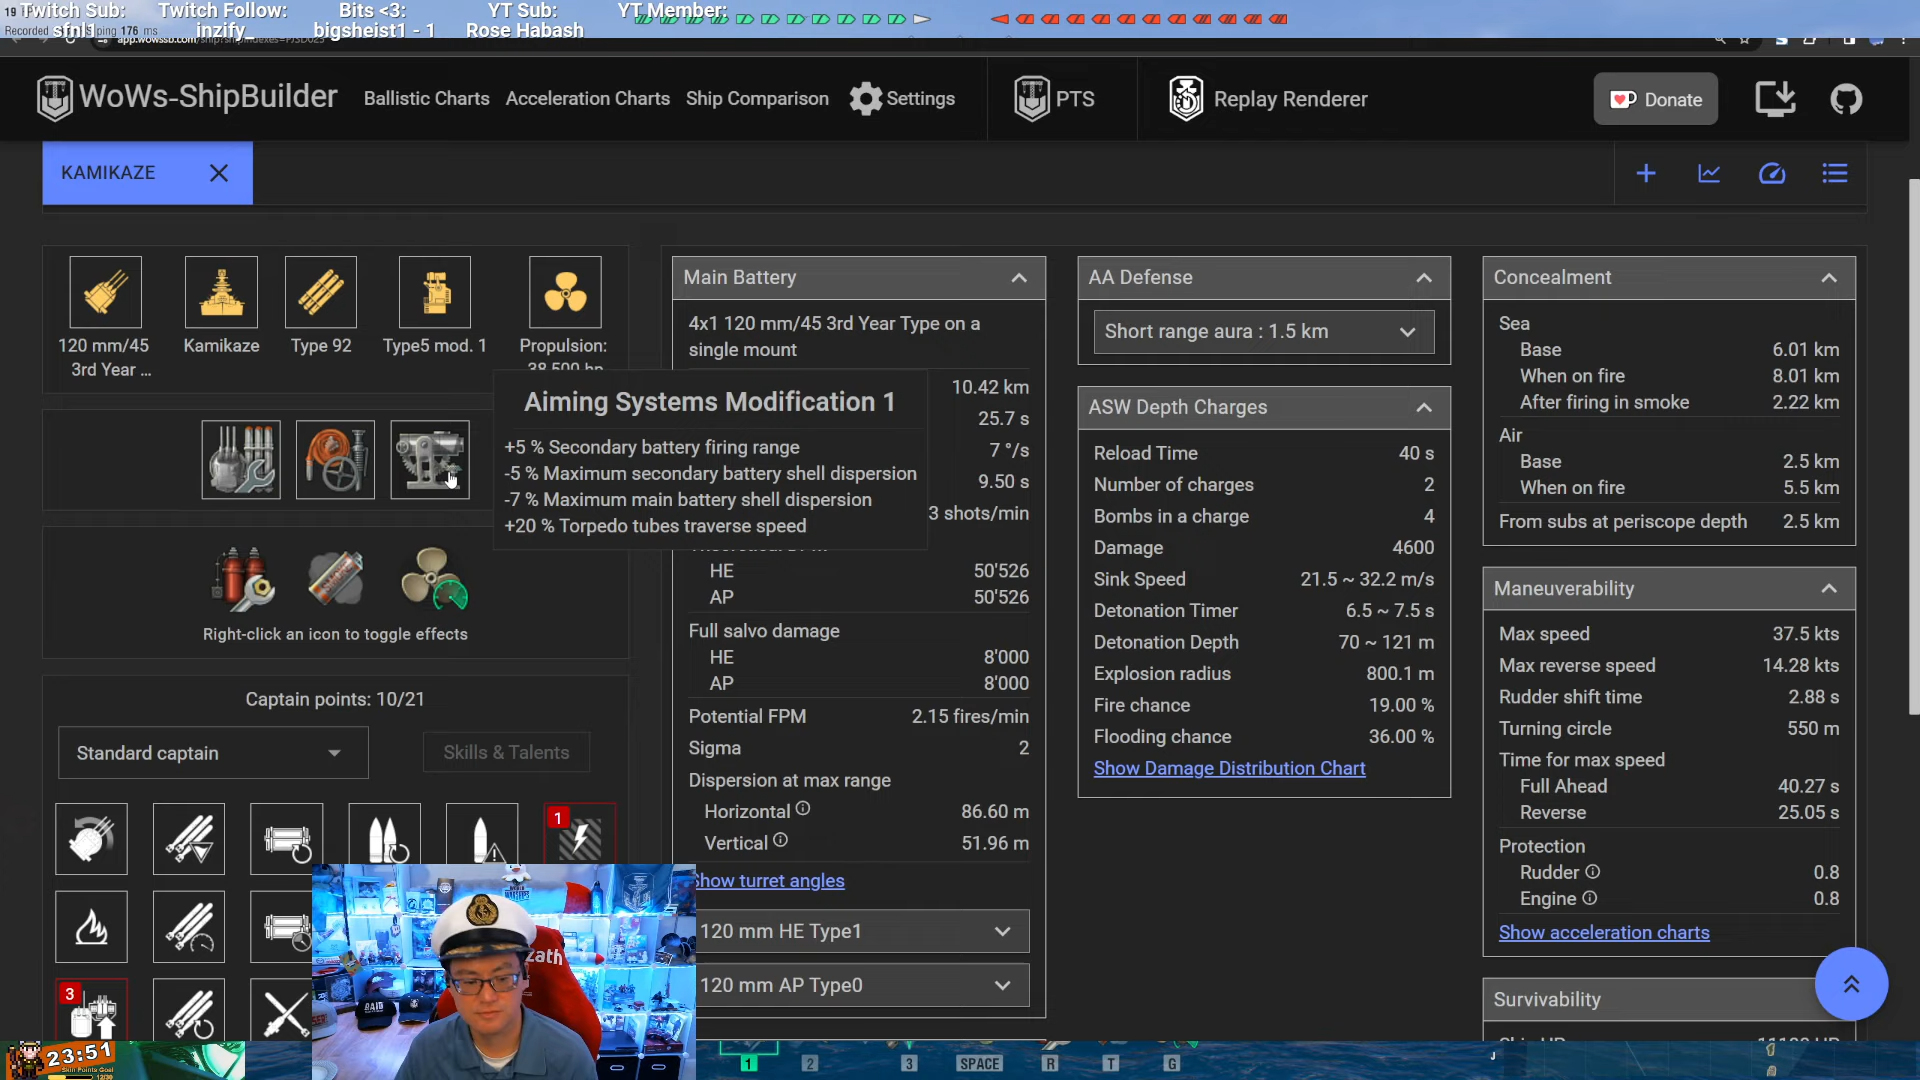 Twitch Sub:
Twitch Follow:
Bits <3:
YT Sub:
YT Member:
sfnl1
inzify_
bigsheist1 - 1
Rose Habash
WoWs-ShipBuilder
Ballistic Charts
Acceleration Charts
Ship Comparison
Settings
PTS
Replay Renderer
Donate
KAMIKAZE
120 mm/45
3rd Year ...
Kamikaze
Type 92
Type5 mod. 1
Propulsion:
38,500 hp
Aiming Systems Modification 1
+5 % Secondary battery firing range
-5 % Maximum secondary battery shell dispersion
-7 % Maximum main battery shell dispersion
+20 % Torpedo tubes traverse speed
Right-click an icon to toggle effects
Captain points: 10/21
Standard captain
Skills & Talents
1
3
Main Battery
4x1 120 mm/45 3rd Year Type on a
single mount
10.42 km
25.7 s
7 °/s
9.50 s
3 shots/min
HE 50'526
AP 50'526
Full salvo damage
HE 8'000
AP 8'000
Potential FPM 2.15 fires/min
Sigma 2
Dispersion at max range
Horizontal 86.60 m
Vertical 51.96 m
Show turret angles
120 mm HE Type1
120 mm AP Type0
AA Defense
Short range aura : 1.5 km
ASW Depth Charges
Reload Time 40 s
Number of charges 2
Bombs in a charge 4
Damage 4600
Sink Speed 21.5 ~ 32.2 m/s
Detonation Timer 6.5 ~ 7.5 s
Detonation Depth 70 ~ 121 m
Explosion radius 800.1 m
Fire chance 19.00 %
Flooding chance 36.00 %
Show Damage Distribution Chart
Concealment
Sea
Base 6.01 km
When on fire 8.01 km
After firing in smoke 2.22 km
Air
Base 2.5 km
When on fire 5.5 km
From subs at periscope depth 2.5 km
Maneuverability
Max speed 37.5 kts
Max reverse speed 14.28 kts
Rudder shift time 2.88 s
Turning circle 550 m
Time for max speed
Full Ahead 40.27 s
Reverse 25.05 s
Protection
Rudder 0.8
Engine 0.8
Show acceleration charts
Survivability
23:51
zath
1 2 3 SPACE R T G
J